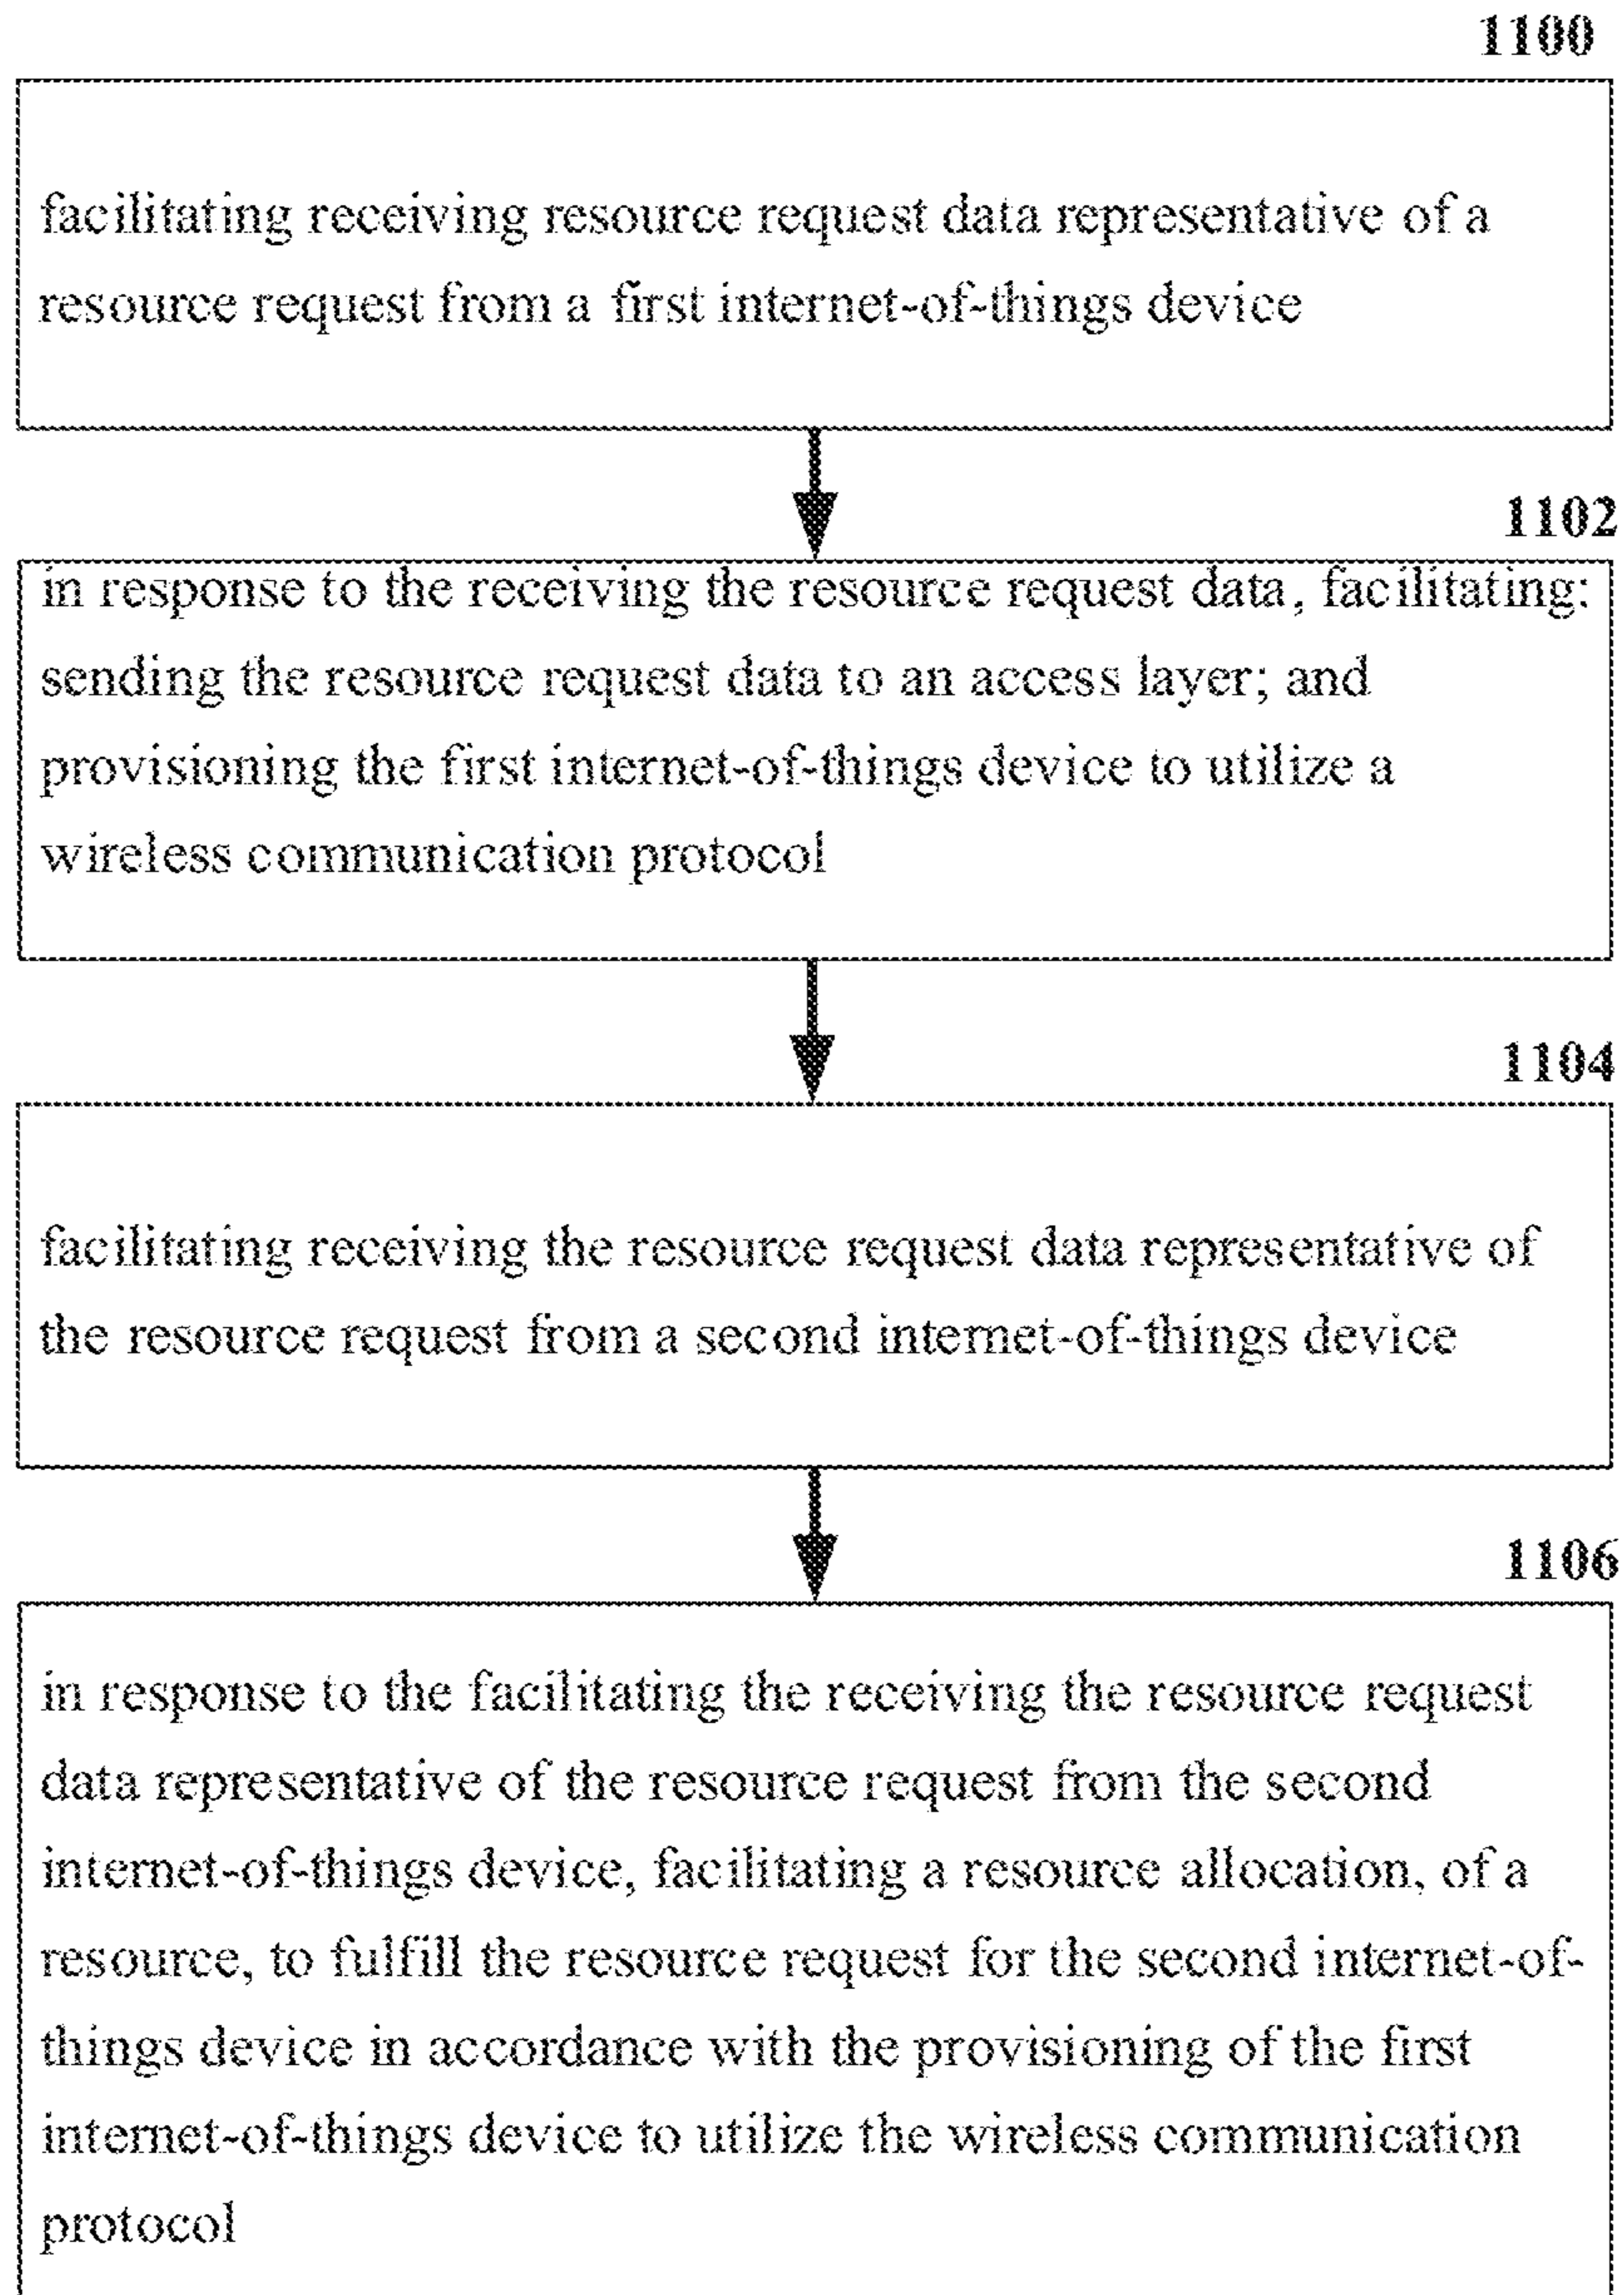 1100
facilitating receiving resource request data representative of a
resource request from a first internet-of-things device
1102
in response to the receiving the resource request data, facilitating:
sending the resource request data to an access layer; and
provisioning the first internet-of-things device to utilize a
wireless communication protocol
1104
facilitating receiving the resource request data representative of
the resource request from a second internet-of-things device
1106
in response to the facilitating the receiving the resource request
data representative of the resource request from the second
internet-of-things device, facilitating a resource allocation, of a
resource, to fulfill the resource request for the second internet-of-
things device in accordance with the provisioning of the first
internet-of-things device to utilize the wireless communication
protocol